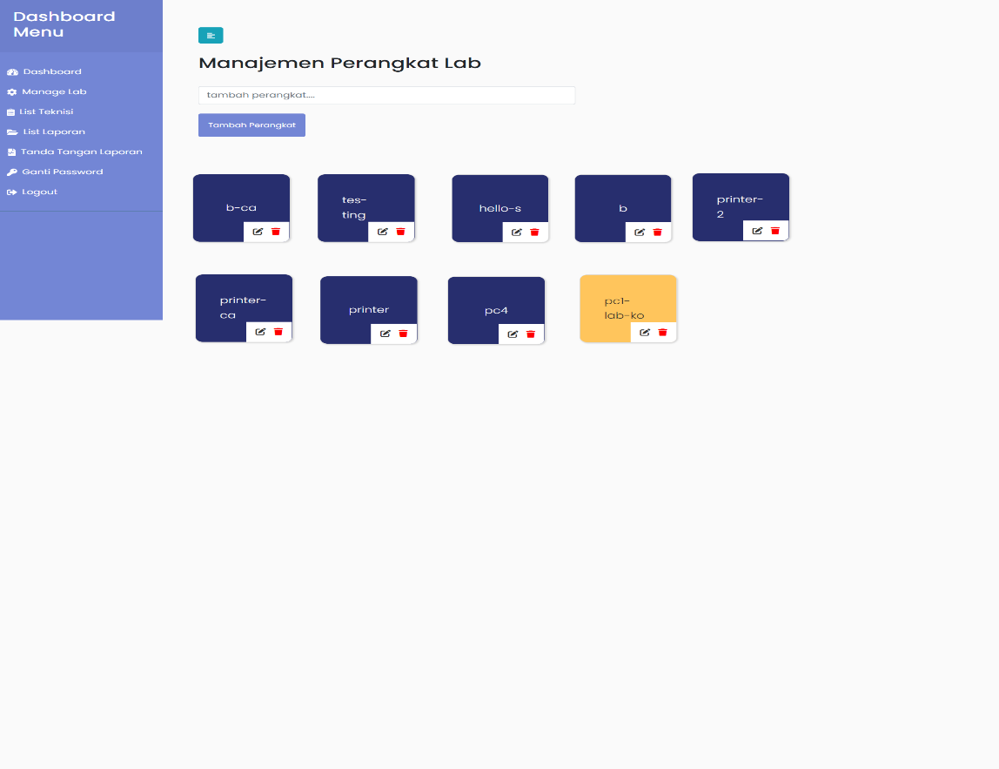 Dashboard
Menu
Dashboard
Manage Lab
List Teknisi
List Laporan
Tanda Tangan Laporan
Ganti Password
Logout
Manajemen Perangkat Lab
tambah perangkat....
Tambah Perangkat
b-ca
tes-
ting
hello-s
b
printer-
2
printer-
ca
printer
pc4
pc1-
lab-ko